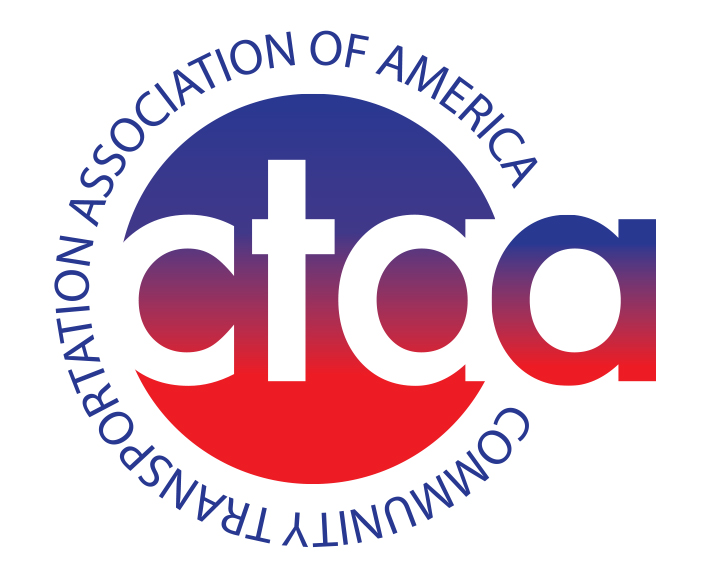 COMMUNITY TRANSPORTATION ASSOCIATION OF AMERICA
ctaa